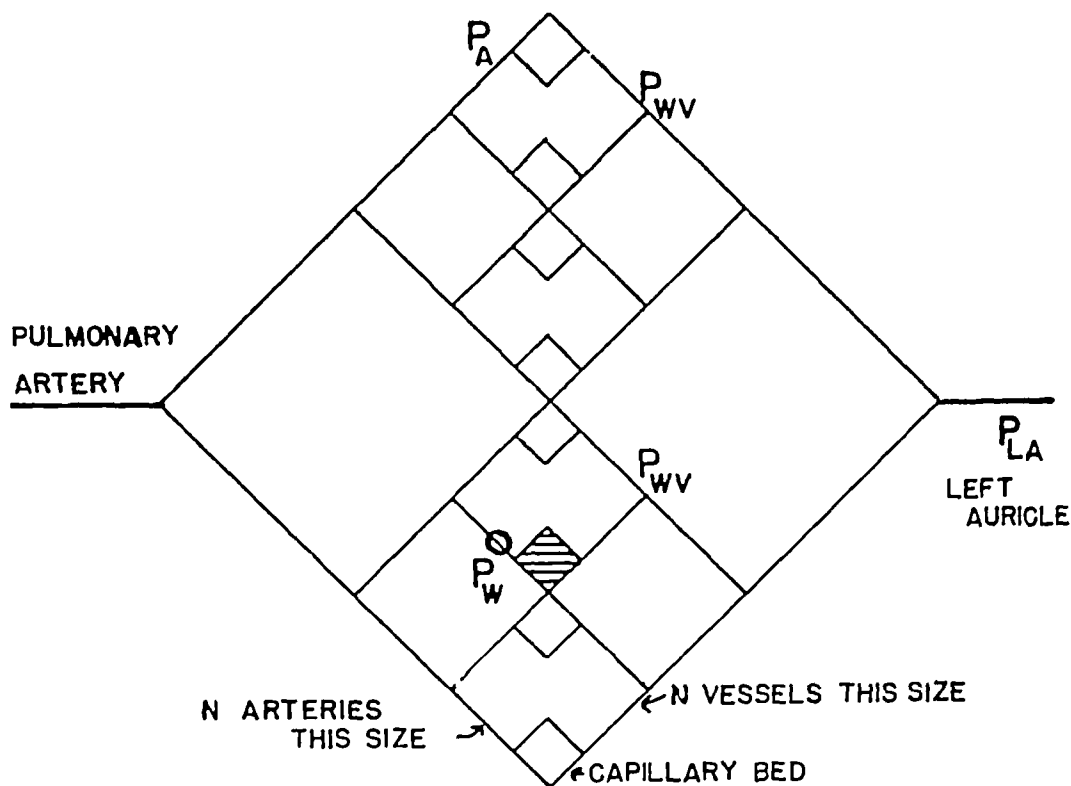 P_A
P_WV
PULMONARY
ARTERY
P_LA
LEFT
AURICLE
P_WV
P_W
N ARTERIES
THIS SIZE
N VESSELS THIS SIZE
CAPILLARY BED